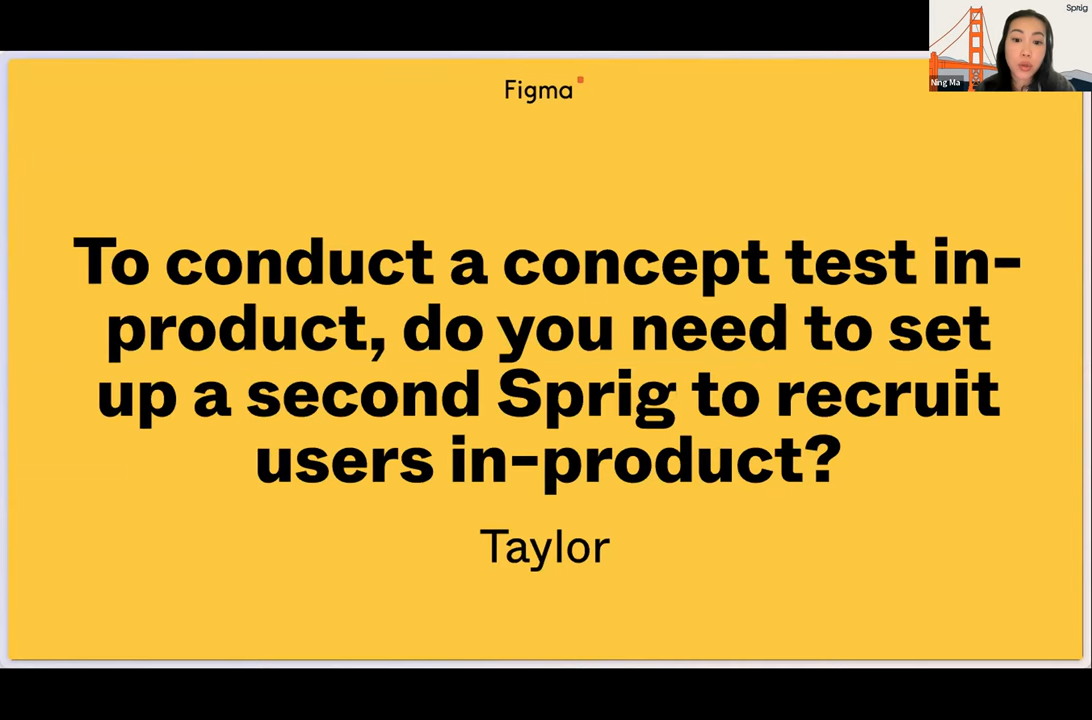 Sprig
Ning Ma
Figma
To conduct a concept test in-
product, do you need to set
up a second Sprig to recruit
users in-product?
Taylor